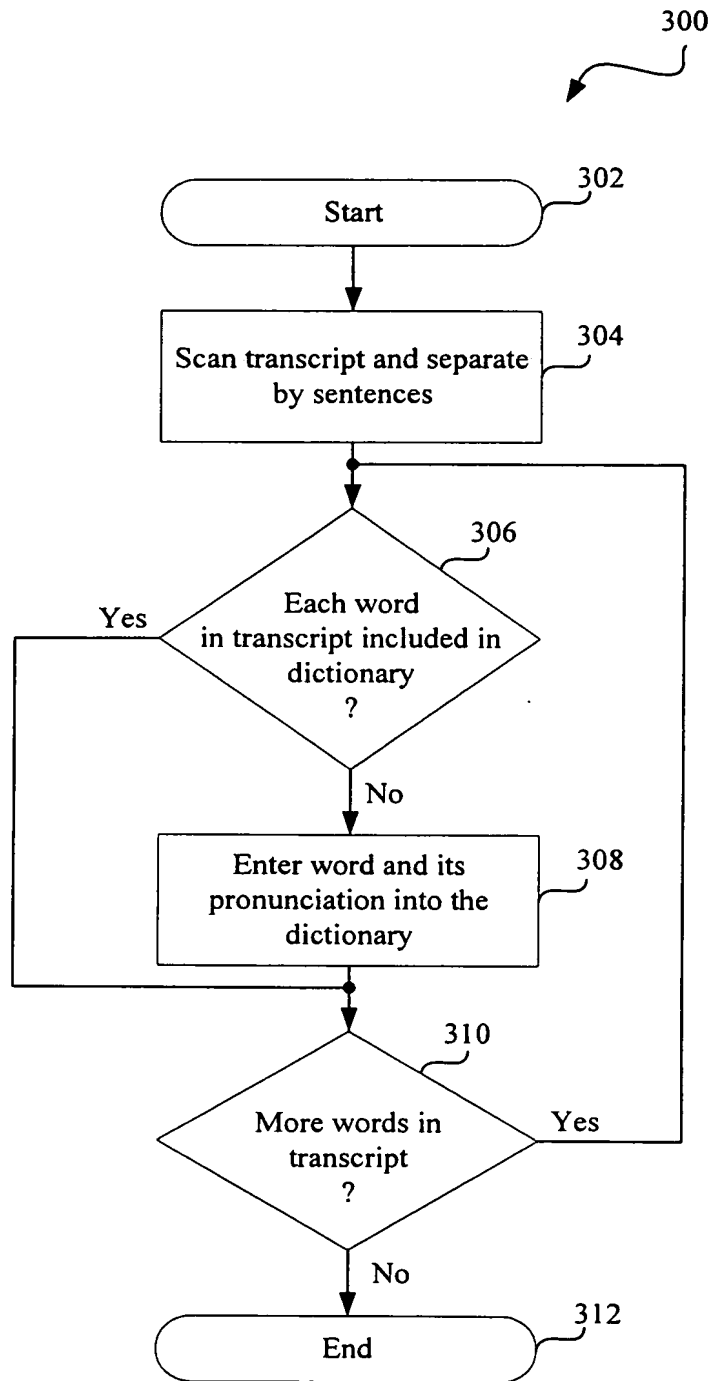 300
302
Start
304
Scan transcript and separate
by sentences
306
Yes
Each word
in transcript included in
dictionary
?
No
308
Enter word and its
pronunciation into the
dictionary
310
More words in
transcript
?
Yes
No
312
End